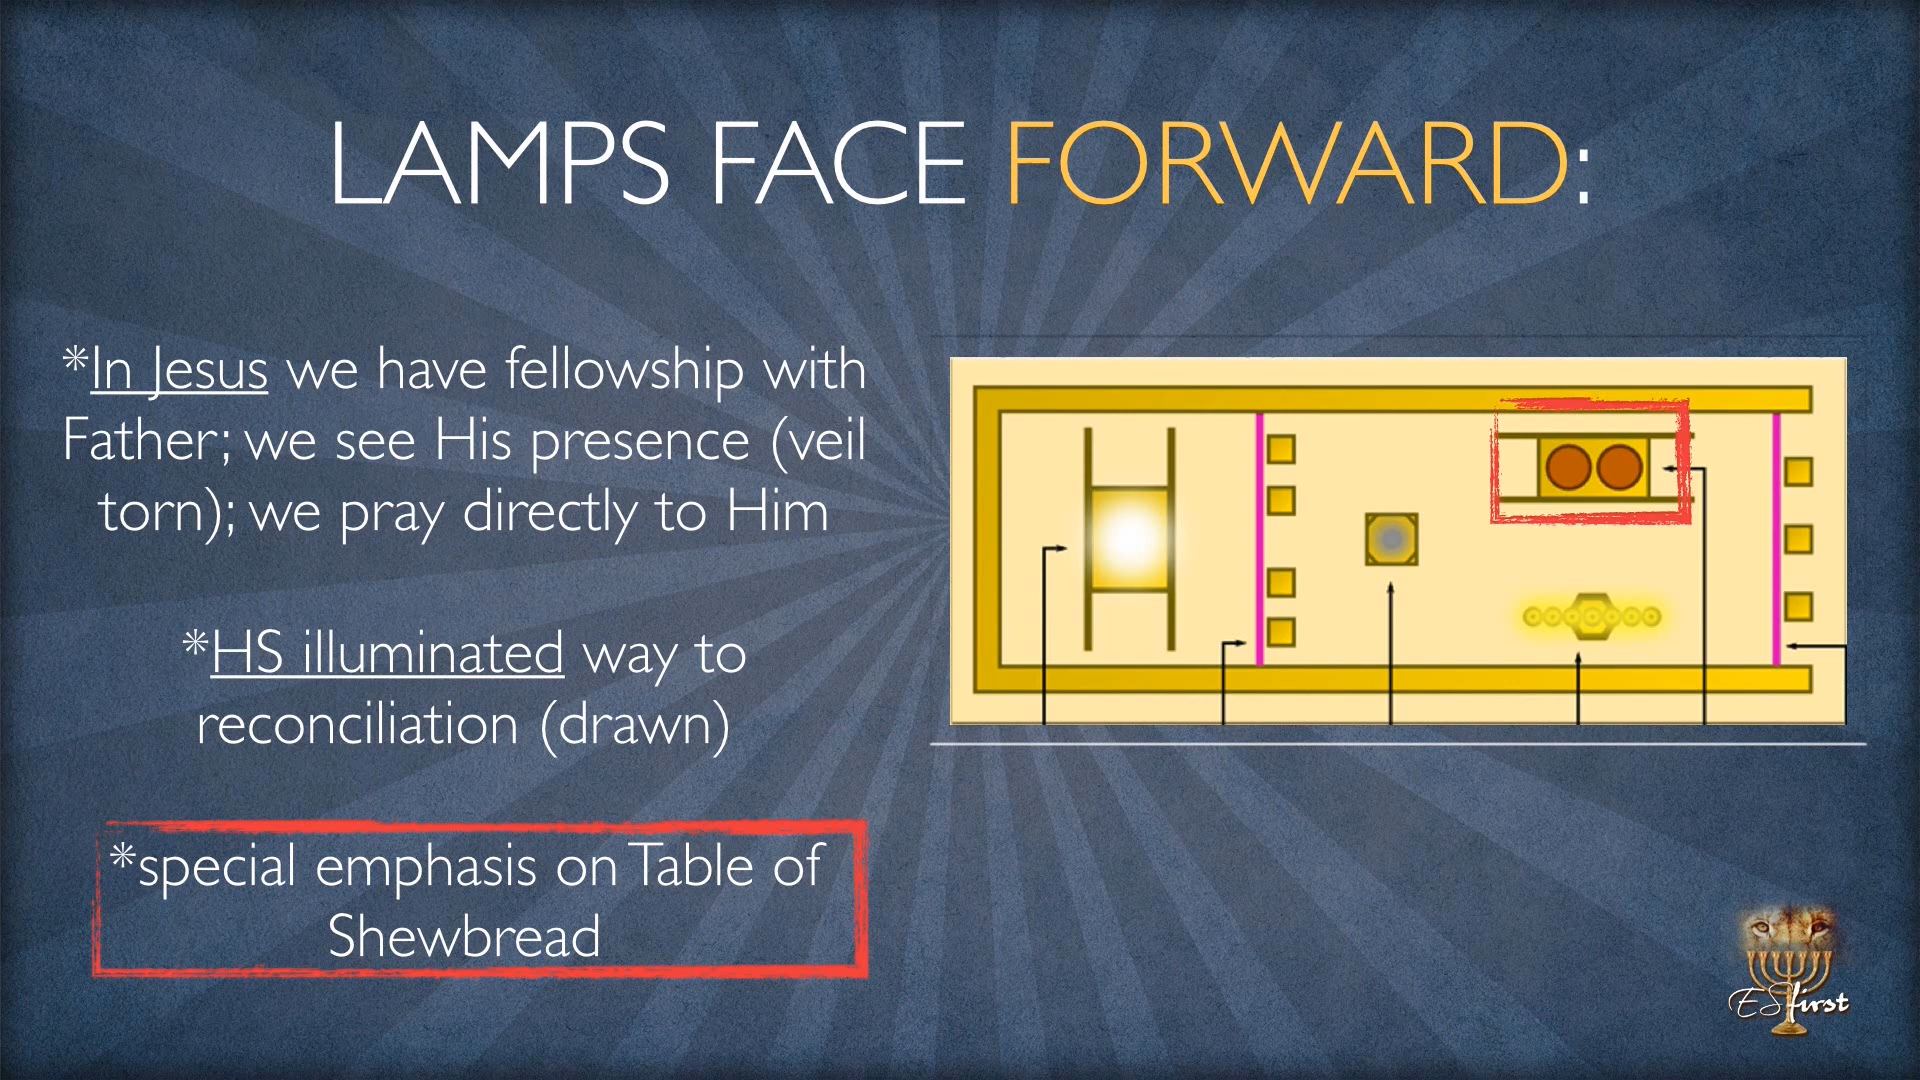 LAMPS FACE FORWARD:
*In Jesus we have fellowship with
Father; we see His presence (veil
torn); we pray directly to Him
*HS illuminated way to
reconciliation (drawn)
*special emphasis on Table of
Shewbread
ESfirst